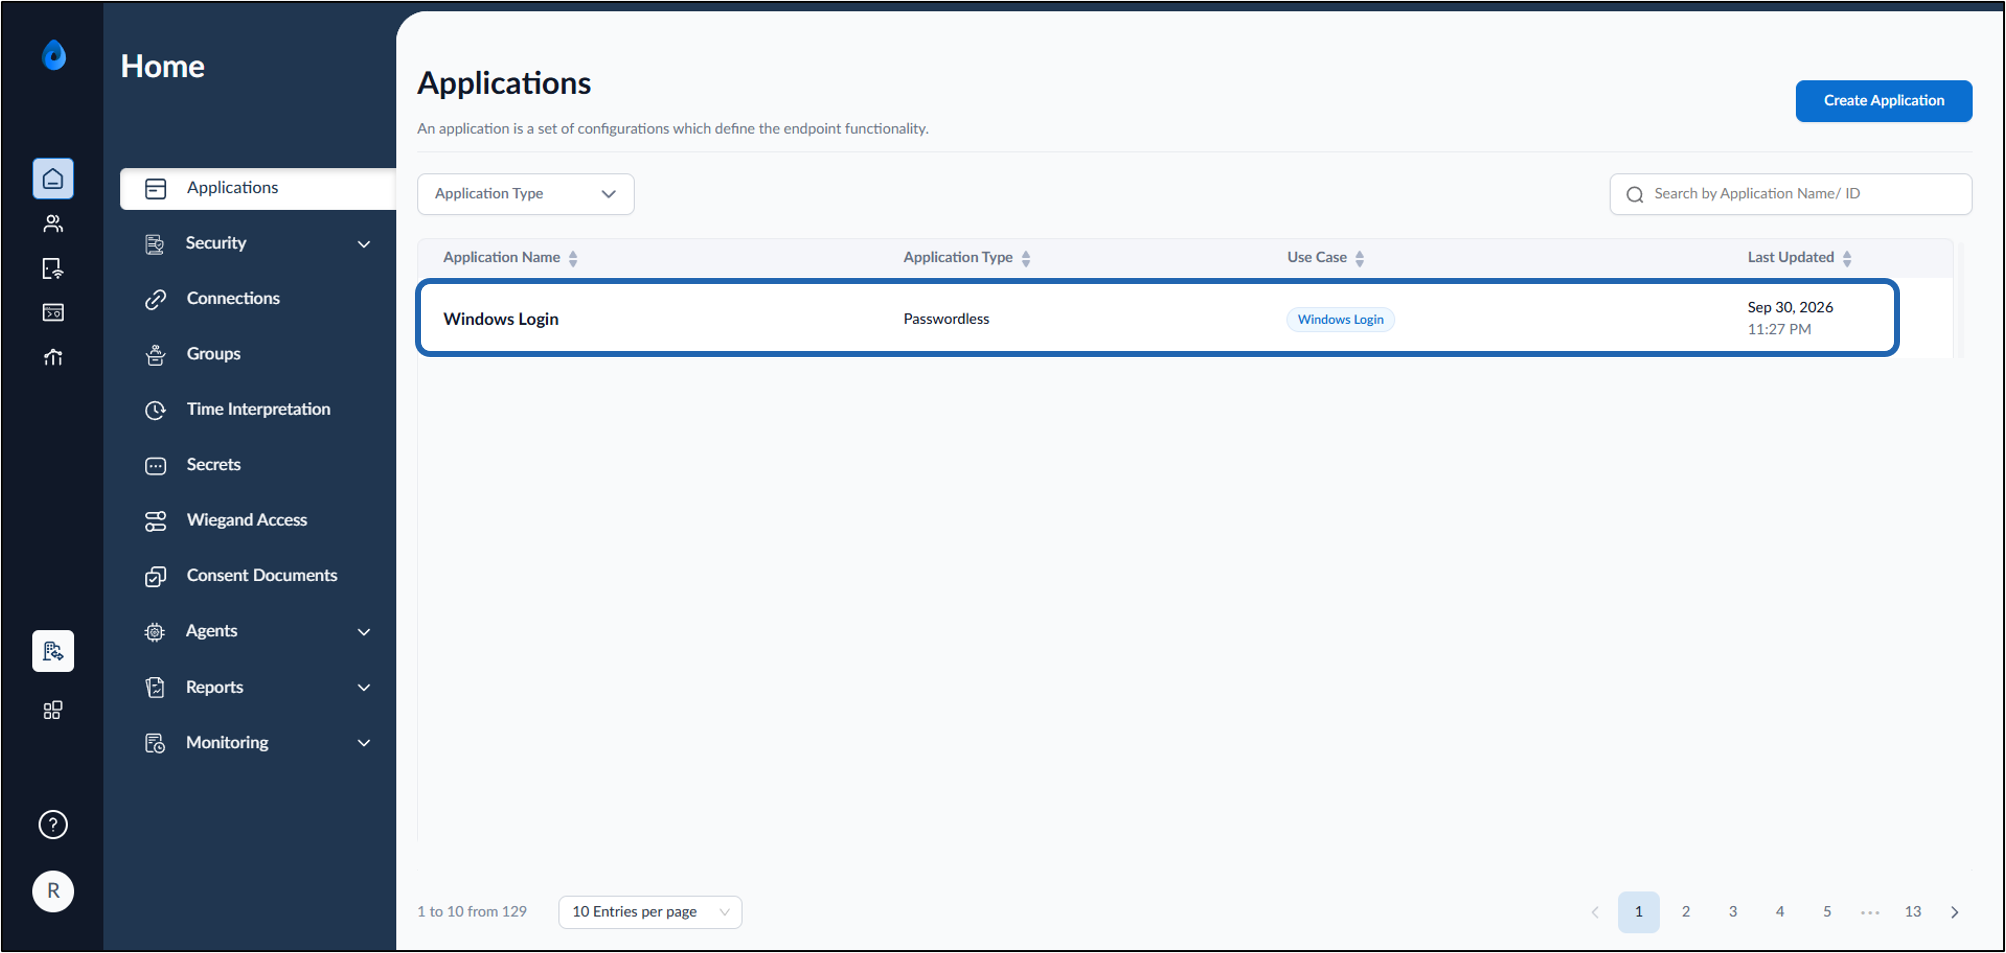 Home
Applications
Security
Connections
Groups
Time Interpretation
Secrets
Wiegand Access
Consent Documents
Agents
Reports
Monitoring
?
R
Applications
An application is a set of configurations which define the endpoint functionality.
Create Application
Application Type
Search by Application Name/ ID
Application Name Application Type Use Case Last Updated
Windows Login Passwordless Windows Login Sep 30, 2026
11:27 PM
1 to 10 from 129 10 Entries per page 1 2 3 4 5 ••• 13